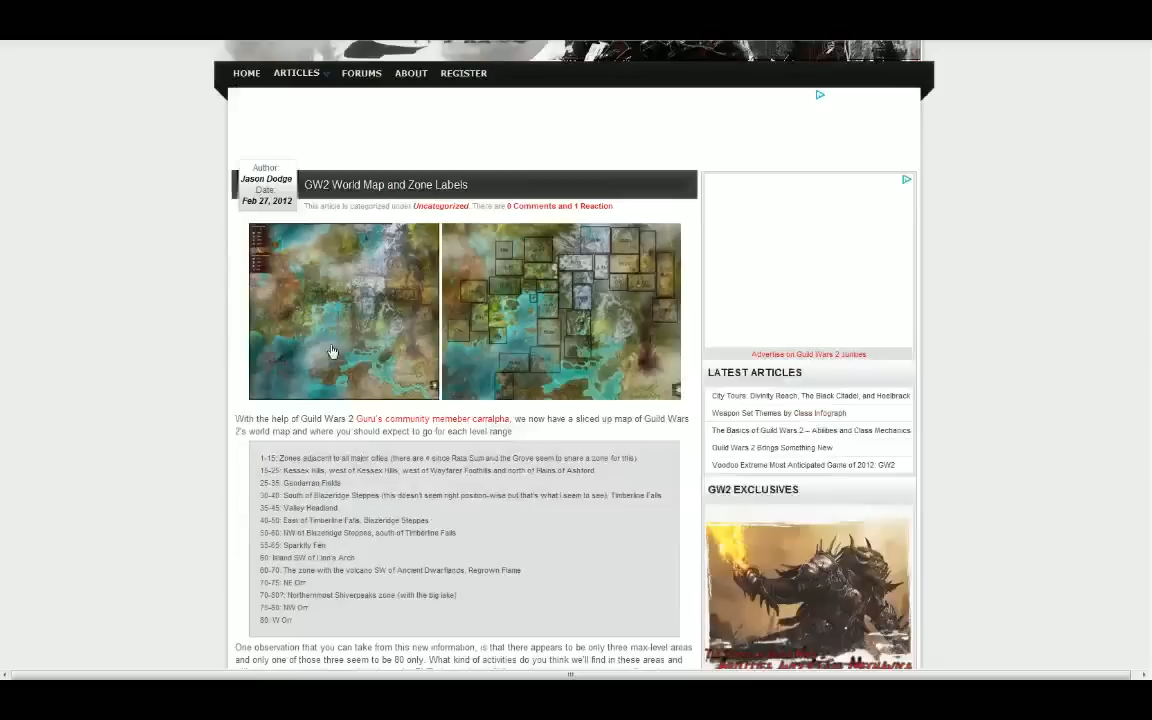 HOME ARTICLES FORUMS ABOUT REGISTER
Author:
Jason Dodge
Date:
Feb 27, 2012
GW2 World Map and Zone Labels
This article is categorized under Uncategorized. There are 0 Comments and 1 Reaction
With the help of Guild Wars 2 Guru's community memeber carralpha, we now have a sliced up map of Guild Wars
2's world map and where you should expect to go for each level range
1-15: Zones adjacent to all major cities (there are 4 since Rata Sum and the Grove seem to share a zone for this)
15-25: Kessex Hills, west of Kessex Hills, west of Wayfarer Foothills and north of Plains of Ashford
25-35: Gendarran Fields
30-40: South of Blazeridge Steppes (this doesn't seem right position-wise but that's what I seem to see), Timberline Falls
35-45: Valley Headland
40-50: East of Timberline Falls, Blazeridge Steppes
50-60: NW of Blazeridge Steppes, south of Timberline Falls
55-65: Sparkfly Fen
60: Island SW of Lion's Arch
60-70: The zone with the volcano SW of Ancient Dwarflands, Regrown Flame
70-75: NE Orr
70-80?: Northernmost Shiverpeaks zone (with the big lake)
75-80: NW Orr
80: W Orr
One observation that you can take from this new information, is that there appears to be only three max-level areas
and only one of those three seem to be 80 only. What kind of activities do you think we'll find in these areas and
Advertise on Guild Wars 2 Junkies
LATEST ARTICLES
City Tours: Divinity Reach, The Black Citadel, and Hoelbrack
Weapon Set Themes by Class Infograph
The Basics of Guild Wars 2 – Abilities and Class Mechanics
Guild Wars 2 Brings Something New
Voodoo Extreme Most Anticipated Game of 2012: GW2
GW2 EXCLUSIVES